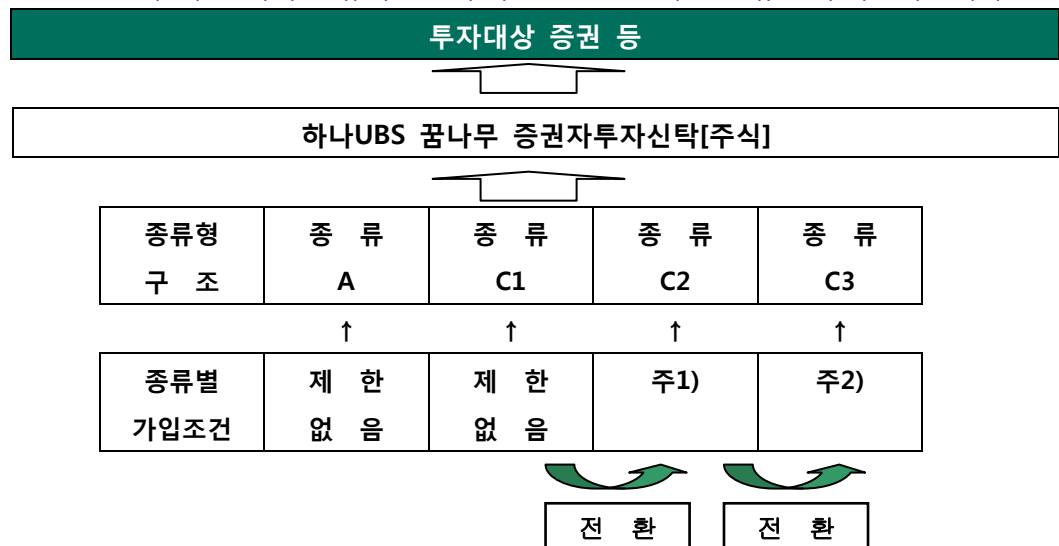 투자대상 증권 등
하나UBS 꿈나무 증권자투자신탁[주식]
종류형 종 류 종 류 종 류 종 류
구 조 A C1 C2 C3
↑ ↑ ↑ ↑
종류별 제 한 제 한 주1) 주2)
가입조건 없 음 없 음
전 환 전 환